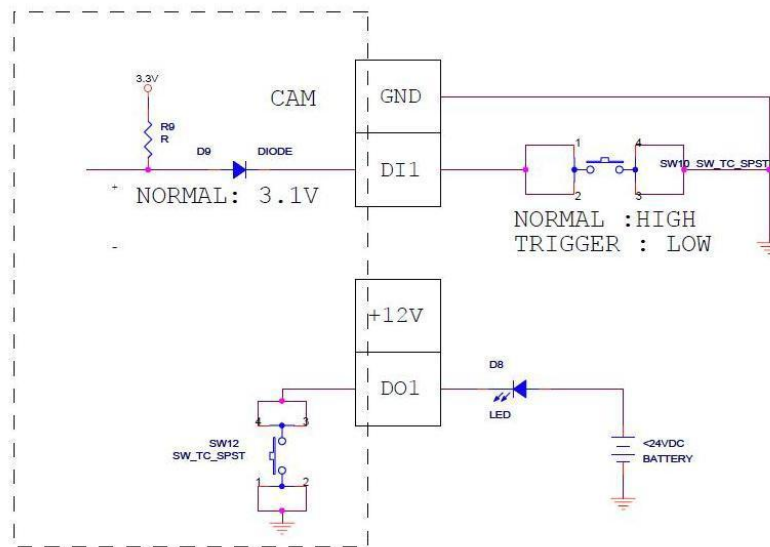 3.3V
R9
R
CAM
GND
D9
DIODE
DI1
NORMAL: 3.1V
+
-
1
4
2
3
SW10 SW_TC_SPST
NORMAL :HIGH
TRIGGER : LOW
+12V
DO1
D8
LED
<24VDC
BATTERY
4
3
SW12
SW_TC_SPST
1
2